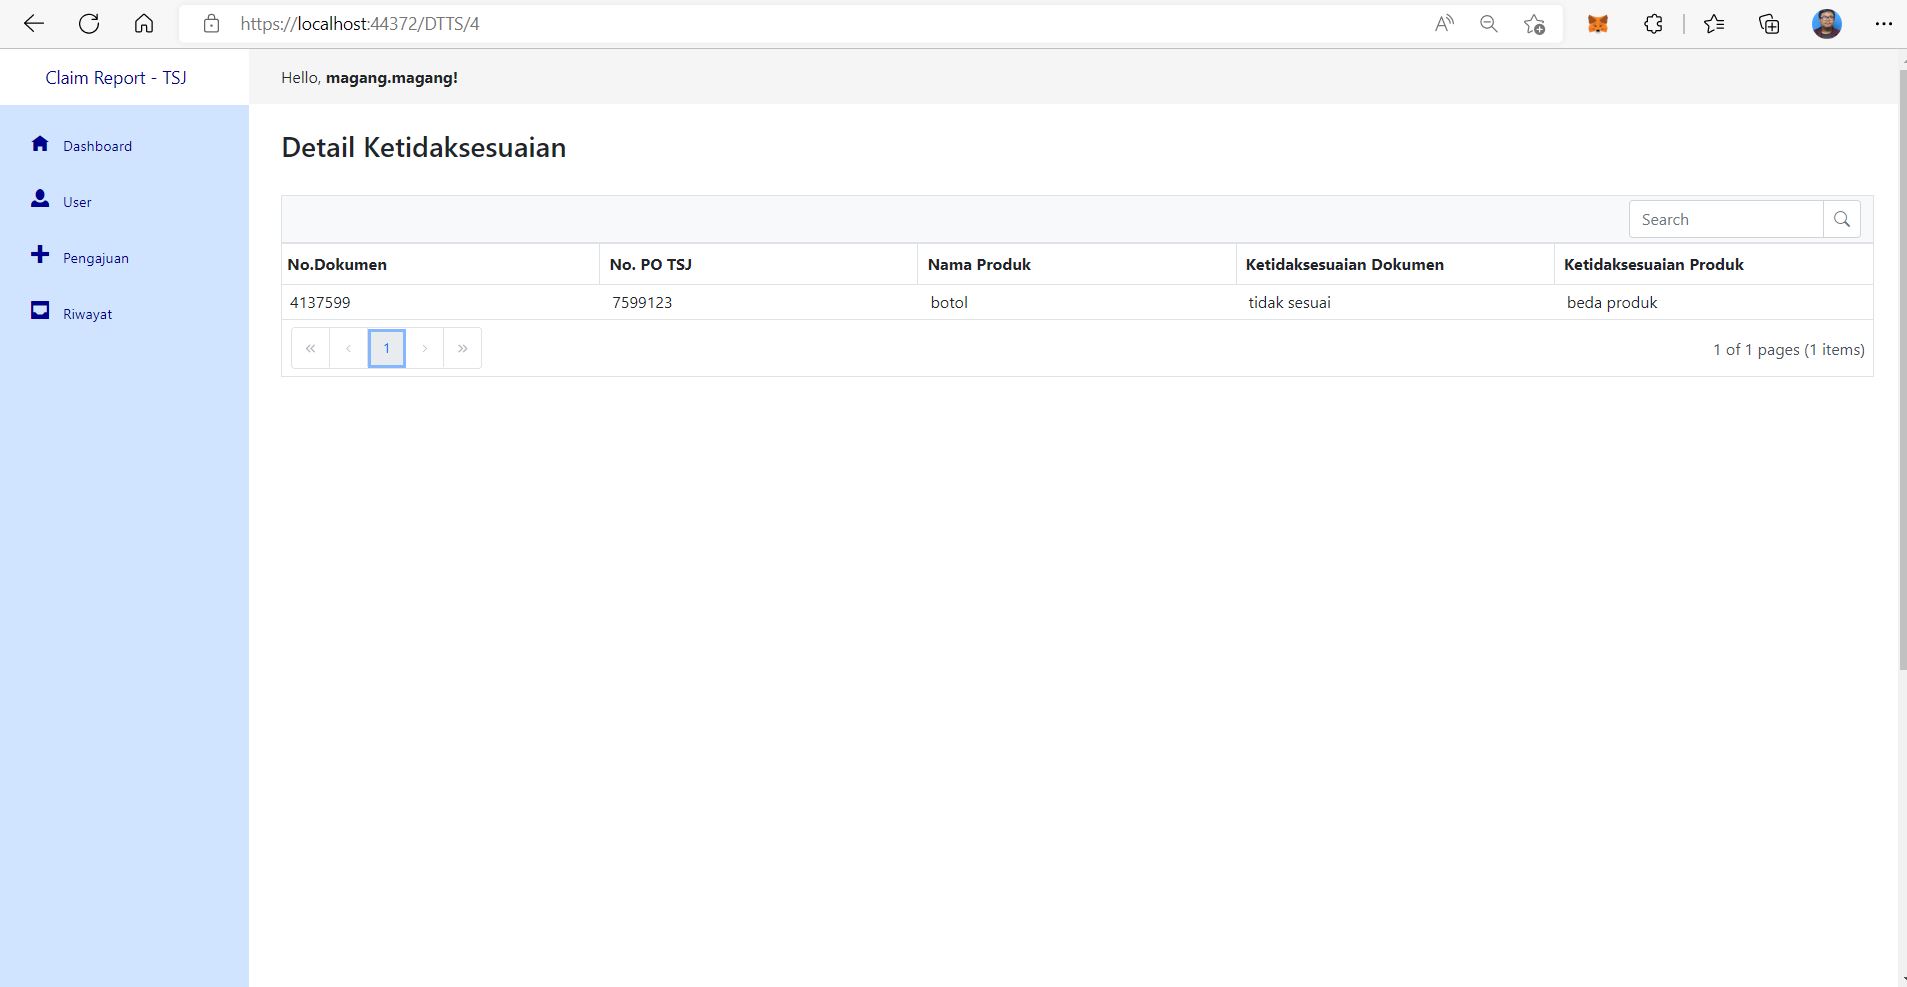 https://localhost:44372/DTTS/4
Claim Report - TSJ
Hello, magang.magang!
Dashboard
User
Pengajuan
Riwayat
Detail Ketidaksesuaian
Search
No.Dokumen No. PO TSJ Nama Produk Ketidaksesuaian Dokumen Ketidaksesuaian Produk
4137599 7599123 botol tidak sesuai beda produk
« ‹ 1 › » 1 of 1 pages (1 items)